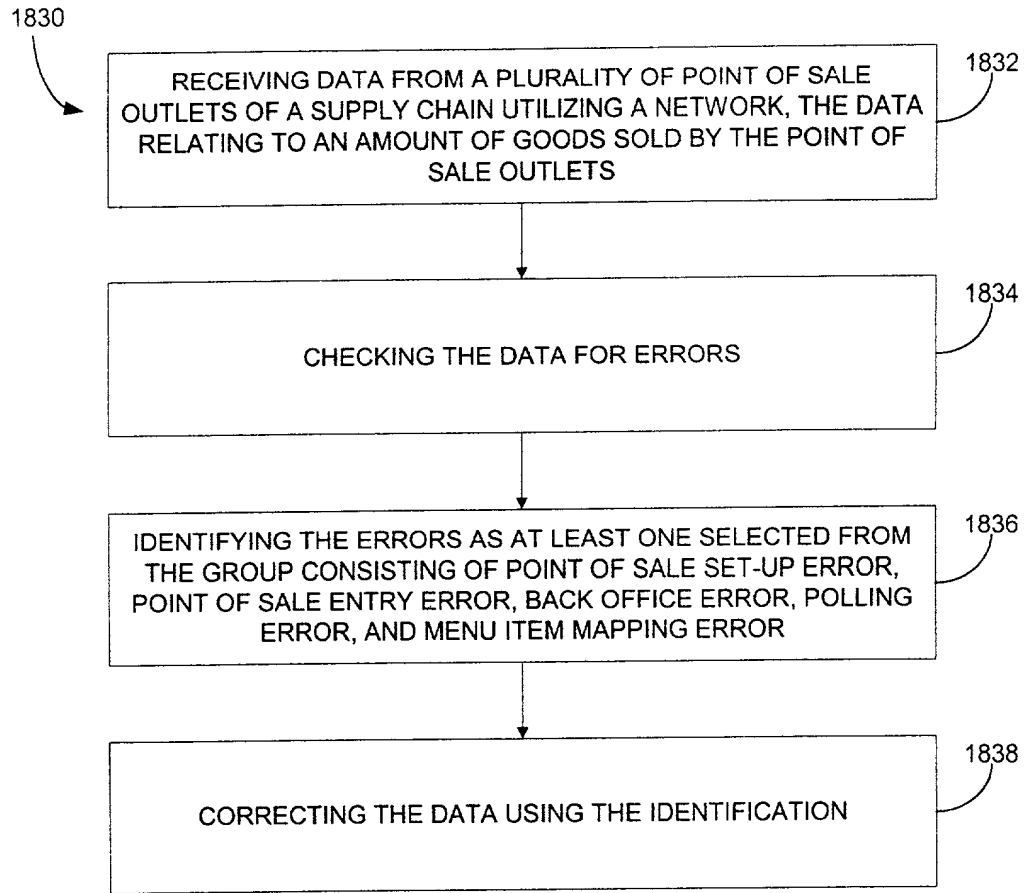 1830
RECEIVING DATA FROM A PLURALITY OF POINT OF SALE
OUTLETS OF A SUPPLY CHAIN UTILIZING A NETWORK, THE DATA
RELATING TO AN AMOUNT OF GOODS SOLD BY THE POINT OF
SALE OUTLETS
1832
CHECKING THE DATA FOR ERRORS
1834
IDENTIFYING THE ERRORS AS AT LEAST ONE SELECTED FROM
THE GROUP CONSISTING OF POINT OF SALE SET-UP ERROR,
POINT OF SALE ENTRY ERROR, BACK OFFICE ERROR, POLLING
ERROR, AND MENU ITEM MAPPING ERROR
1836
CORRECTING THE DATA USING THE IDENTIFICATION
1838